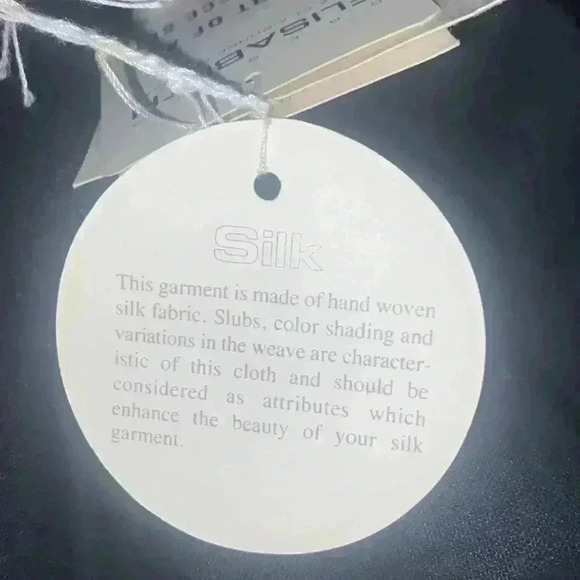 ELISAB
Silk
This garment is made of hand woven
silk fabric. Slubs, color shading and
variations in the weave are character-
istic of this cloth and should be
considered as attributes which
enhance the beauty of your silk
garment.